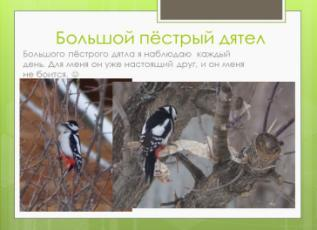 Большой пёстрый дятел
Большого пёстрого дятла я наблюдаю каждый
день. Для меня он уже настоящий друг, и он меня
не боится. ☺